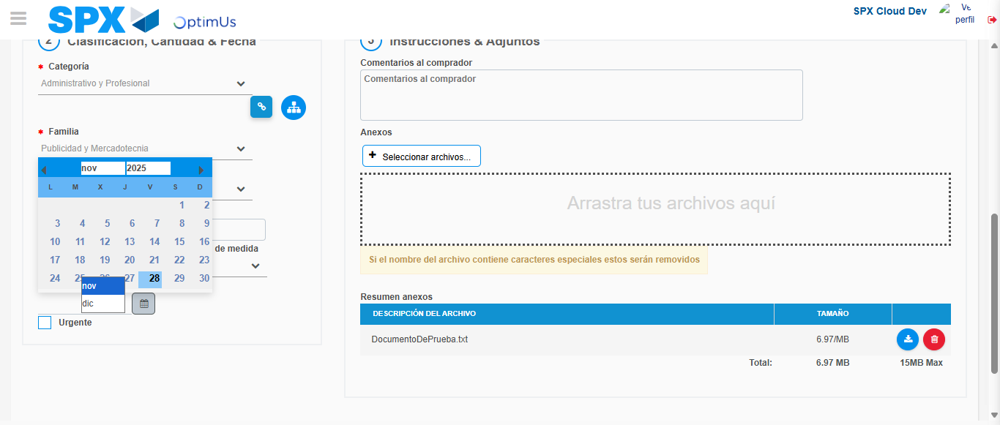 SPX
OptimUs
SPX Cloud Dev
perfil
2 Clasificación, Cantidad & Fecha
* Categoría
Administrativo y Profesional
* Familia
Publicidad y Mercadotecnia
nov 2025
L M X J V S D
1 2
3 4 5 6 7 8 9
10 11 12 13 14 15 16
17 18 19 20 21 22 23
24 25 27 28 29 30
nov
dic
de medida
Urgente
Instrucciones & Adjuntos
Comentarios al comprador
Comentarios al comprador
Anexos
+ Seleccionar archivos...
Arrastra tus archivos aquí
Si el nombre del archivo contiene caracteres especiales estos serán removidos
Resumen anexos
DESCRIPCIÓN DEL ARCHIVO TAMAÑO
DocumentoDePrueba.txt 6.97/MB
Total: 6.97 MB 15MB Max